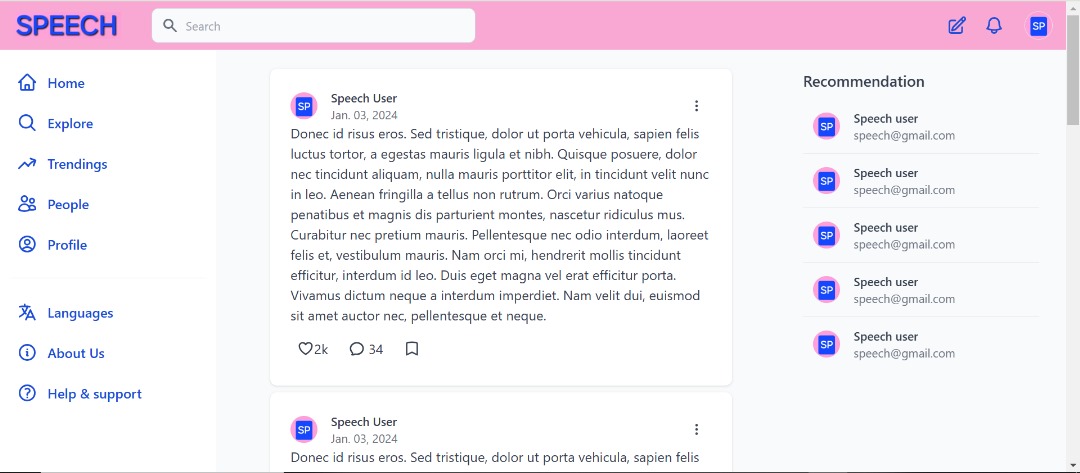 SPEECH
Search
SP
Home
Explore
Trendings
People
Profile
Languages
About Us
Help & support
SP
Speech User
Jan. 03, 2024
Donec id risus eros. Sed tristique, dolor ut porta vehicula, sapien felis
luctus tortor, a egestas mauris ligula et nibh. Quisque posuere, dolor
nec tincidunt aliquam, nulla mauris porttitor elit, in tincidunt velit nunc
in leo. Aenean fringilla a tellus non rutrum. Orci varius natoque
penatibus et magnis dis parturient montes, nascetur ridiculus mus.
Curabitur nec pretium mauris. Pellentesque nec odio interdum, laoreet
felis et, vestibulum mauris. Nam orci mi, hendrerit mollis tincidunt
efficitur, interdum id leo. Duis eget magna vel erat efficitur porta.
Vivamus dictum neque a interdum imperdiet. Nam velit dui, euismod
sit amet auctor nec, pellentesque et neque.
2k 34
SP
Speech User
Jan. 03, 2024
Donec id risus eros. Sed tristique, dolor ut porta vehicula, sapien felis
Recommendation
SP
Speech user
speech@gmail.com
SP
Speech user
speech@gmail.com
SP
Speech user
speech@gmail.com
SP
Speech user
speech@gmail.com
SP
Speech user
speech@gmail.com